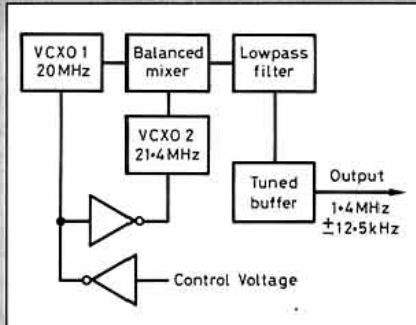 VCXO 1
20MHz
Balanced
mixer
Lowpass
filter
VCXO 2
21·4MHz
Tuned
buffer
Output
1·4MHz
±12·5kHz
Control Voltage